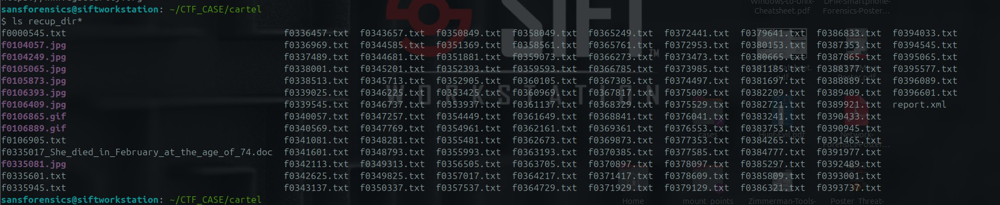 sansforensics@siftworkstation: ~/CTF_CASE/cartel
$ ls recup_dir*
f0000545.txt f0336457.txt f0343657.txt f0350849.txt f0358049.txt f0365249.txt f0372441.txt f0379641.txt f0386833.txt f0394033.txt
f0104057.jpg f0336969.txt f0344585.txt f0351369.txt f0358561.txt f0365761.txt f0372953.txt f0380153.txt f0387353.txt f0394545.txt
f0104249.jpg f0337489.txt f0344681.txt f0351881.txt f0359073.txt f0366273.txt f0373473.txt f0380665.txt f0387865.txt f0395065.txt
f0105065.jpg f0338001.txt f0345201.txt f0352393.txt f0359593.txt f0366785.txt f0373985.txt f0381185.txt f0388377.txt f0395577.txt
f0105873.jpg f0338513.txt f0345713.txt f0352905.txt f0360105.txt f0367305.txt f0374497.txt f0381697.txt f0388889.txt f0396089.txt
f0106393.jpg f0339025.txt f0346225.txt f0353425.txt f0360969.txt f0367817.txt f0375009.txt f0382209.txt f0389409.txt f0396601.txt
f0106409.jpg f0339545.txt f0346737.txt f0353937.txt f0361137.txt f0368329.txt f0375529.txt f0382721.txt f0389921.txt report.xml
f0106865.gif f0340057.txt f0347257.txt f0354449.txt f0361649.txt f0368841.txt f0376041.txt f0383241.txt f0390433.txt
f0106889.gif f0340569.txt f0347769.txt f0354961.txt f0362161.txt f0369361.txt f0376553.txt f0383753.txt f0390945.txt
f0106905.txt f0341081.txt f0348281.txt f0355481.txt f0362673.txt f0369873.txt f0377353.txt f0384265.txt f0391465.txt
f0335017_She_died_in_February_at_the_age_of_74.doc f0341601.txt f0348793.txt f0355993.txt f0363193.txt f0370385.txt f0377585.txt f0384777.txt f0391977.txt
f0335081.jpg f0342113.txt f0349313.txt f0356505.txt f0363705.txt f0370897.txt f0378097.txt f0385297.txt f0392489.txt
f0335601.txt f0342625.txt f0349825.txt f0357017.txt f0364217.txt f0371417.txt f0378609.txt f0385809.txt f0393001.txt
f0335945.txt f0343137.txt f0350337.txt f0357537.txt f0364729.txt f0371929.txt f0379129.txt f0386321.txt f0393737.txt
sansforensics@siftworkstation: ~/CTF_CASE/cartel
SIFT
WORKSTATION
Windows-to-Unix-
Cheatsheet.pdf
DFIR-Smartphone-
Forensics-Poster...
cases
Hunt-Evil.pdf
Network-
Forensics-Poster...
Home
mount_points
Zimmerman-Tools-
Poster_Threat-